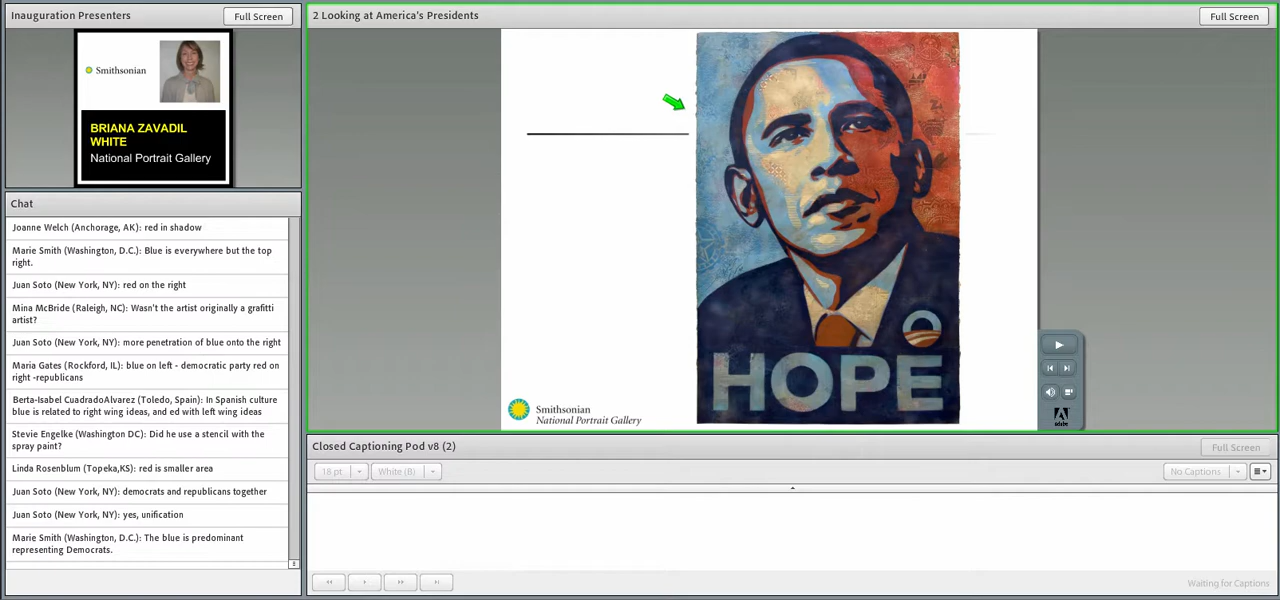 Inauguration Presenters
Full Screen
Smithsonian
BRIANA ZAVADIL
WHITE
National Portrait Gallery
Chat
Joanne Welch (Anchorage, AK): red in shadow
Marie Smith (Washington, D.C.): Blue is everywhere but the top
right.
Juan Soto (New York, NY): red on the right
Mina McBride (Raleigh, NC): Wasn't the artist originally a grafitti
artist?
Juan Soto (New York, NY): more penetration of blue onto the right
Maria Gates (Rockford, IL): blue on left - democratic party red on
right -republicans
Berta-Isabel CuadradoAlvarez (Toledo, Spain): In Spanish culture
blue is related to right wing ideas, and ed with left wing ideas
Stevie Engelke (Washington DC): Did he use a stencil with the
spray paint?
Linda Rosenblum (Topeka,KS): red is smaller area
Juan Soto (New York, NY): democrats and republicans together
Juan Soto (New York, NY): yes, unification
Marie Smith (Washington, D.C.): The blue is predominant
representing Democrats.
2 Looking at America's Presidents
Full Screen
HOPE
Smithsonian
National Portrait Gallery
Adobe
Closed Captioning Pod v8 (2)
Full Screen
18 pt
White (B)
No Captions
Waiting for Captions